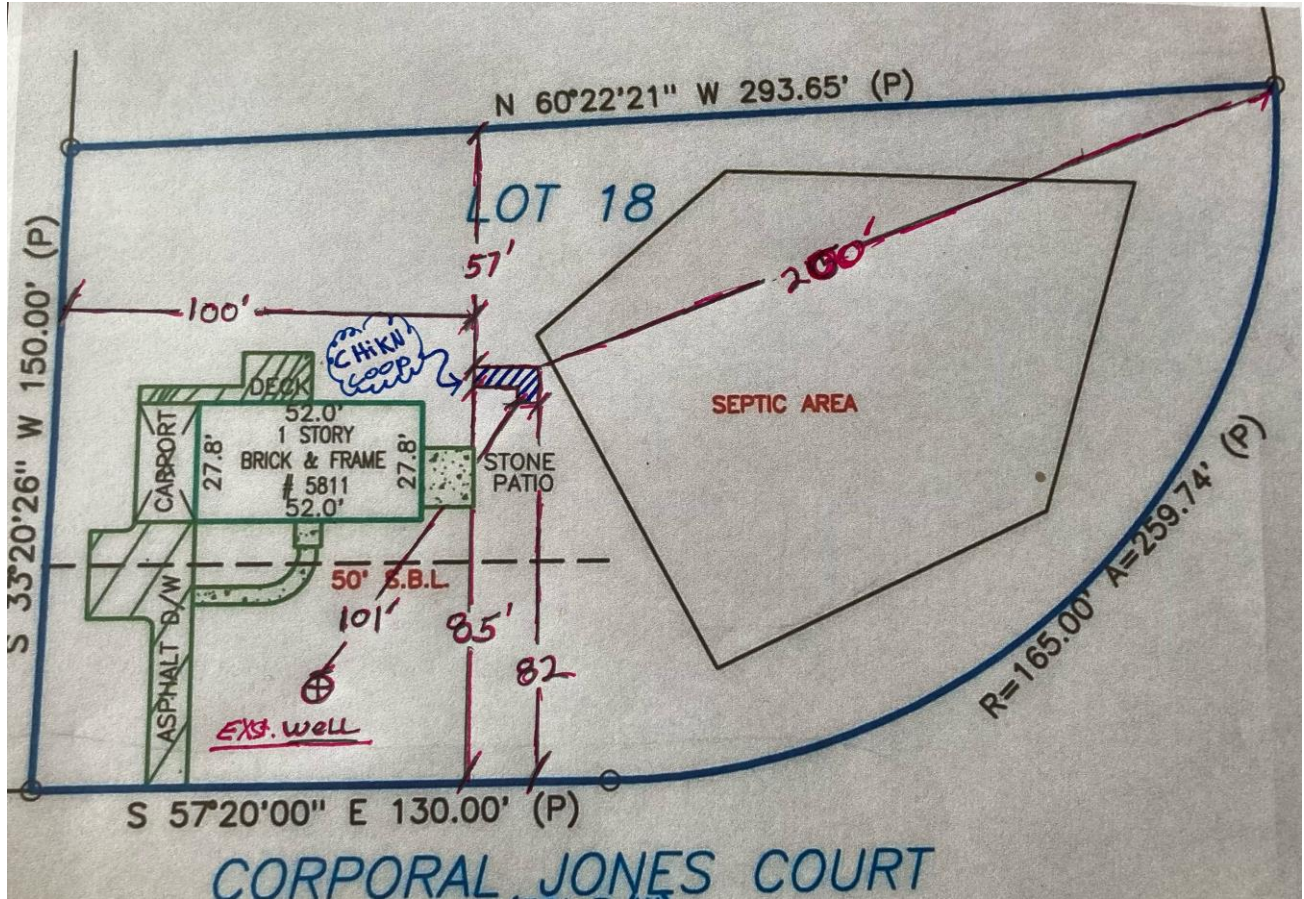 N 60°22'21" W 293.65' (P)
LOT 18
57'
200'
100'
S 33°20'26" W 150.00' (P)
CHiKN
COOP
DECK
CARPORT
52.0'
1 STORY
BRICK & FRAME
# 5811
52.0'
27.8'
27.8'
STONE
PATIO
SEPTIC AREA
50' S.B.L.
101'
85'
82
ASPHALT D/W
EXST. WELL
R=165.00' A=259.74' (P)
S 57°20'00" E 130.00' (P)
CORPORAL JONES COURT